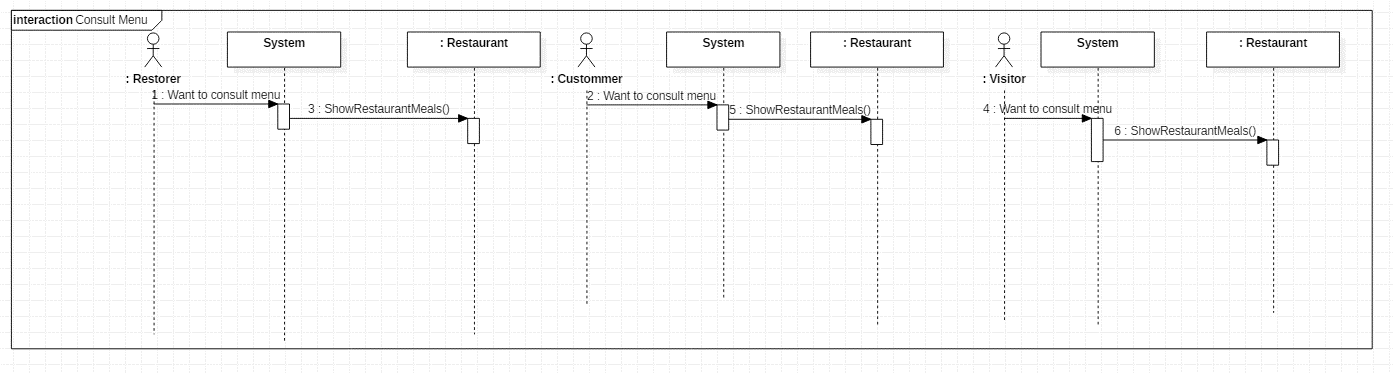 interaction Consult Menu
System
: Restaurant
System
: Restaurant
System
: Restaurant
: Restorer
: Custommer
: Visitor
1 : Want to consult menu
2 : Want to consult menu
3 : ShowRestaurantMeals()
5 : ShowRestaurantMeals()
4 : Want to consult menu
6 : ShowRestaurantMeals()